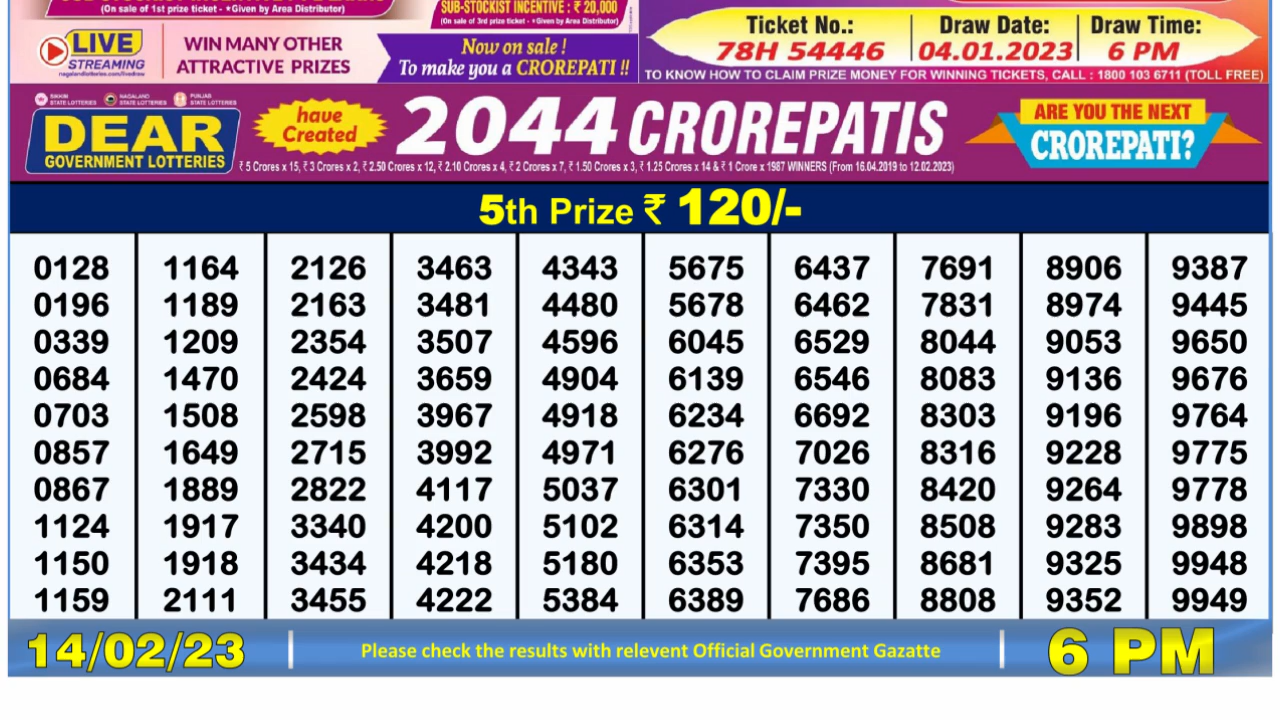 SUB-STOCKIST INCENTIVE : ₹ 20,000
(On sale of 1st prize ticket - *Given by Area Distributor)
(On sale of 3rd prize ticket - *Given by Area Distributor)
LIVE
STREAMING
nagalandlotteries.com/livedraw
WIN MANY OTHER
ATTRACTIVE PRIZES
Now on sale !
To make you a CROREPATI !!
Ticket No.: Draw Date: Draw Time:
78H 54446 04.01.2023 6 PM
TO KNOW HOW TO CLAIM PRIZE MONEY FOR WINNING TICKETS, CALL : 1800 103 6711 (TOLL FREE)
SIKKIM
STATE LOTTERIES
NAGALAND
STATE LOTTERIES
PUNJAB
STATE LOTTERIES
DEAR
GOVERNMENT LOTTERIES
have
Created
2044 CROREPATIS
₹ 5 Crores x 15, ₹ 3 Crores x 2, ₹ 2.50 Crores x 12, ₹ 2.10 Crores x 4, ₹ 2 Crores x 7, ₹ 1.50 Crores x 3, ₹ 1.25 Crores x 14 & ₹ 1 Crore x 1987 WINNERS (From 16.04.2019 to 12.02.2023)
ARE YOU THE NEXT
CROREPATI?
5th Prize ₹ 120/-
0128 1164 2126 3463 4343 5675 6437 7691 8906 9387
0196 1189 2163 3481 4480 5678 6462 7831 8974 9445
0339 1209 2354 3507 4596 6045 6529 8044 9053 9650
0684 1470 2424 3659 4904 6139 6546 8083 9136 9676
0703 1508 2598 3967 4918 6234 6692 8303 9196 9764
0857 1649 2715 3992 4971 6276 7026 8316 9228 9775
0867 1889 2822 4117 5037 6301 7330 8420 9264 9778
1124 1917 3340 4200 5102 6314 7350 8508 9283 9898
1150 1918 3434 4218 5180 6353 7395 8681 9325 9948
1159 2111 3455 4222 5384 6389 7686 8808 9352 9949
14/02/23
Please check the results with relevent Official Government Gazatte
6 PM